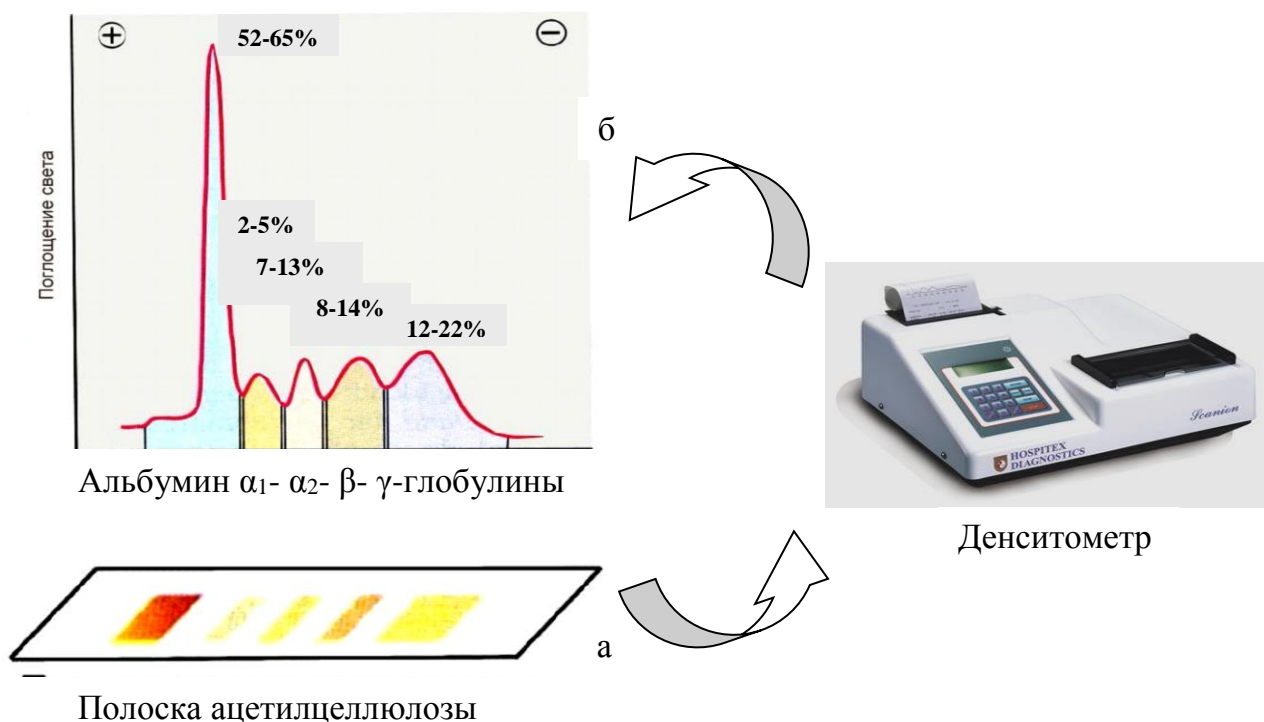 +
−
52-65%
б
Поглощение света
2-5%
7-13%
8-14%
12-22%
Альбумин α₁- α₂- β- γ-глобулины
Scanion
HOSPITEX
DIAGNOSTICS
Денситометр
а
Полоска ацетилцеллюлозы